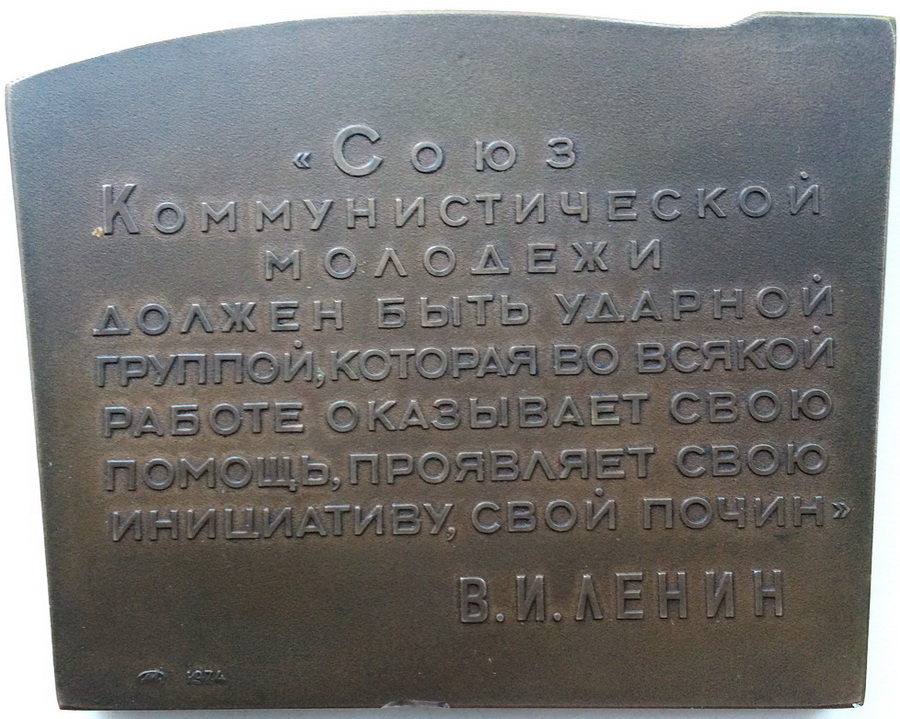 «Союз
Коммунистической
молодежи
должен быть ударной
группой, которая во всякой
работе оказывает свою
помощь, проявляет свою
инициативу, свой почин»
В.И.ЛЕНИН
1974